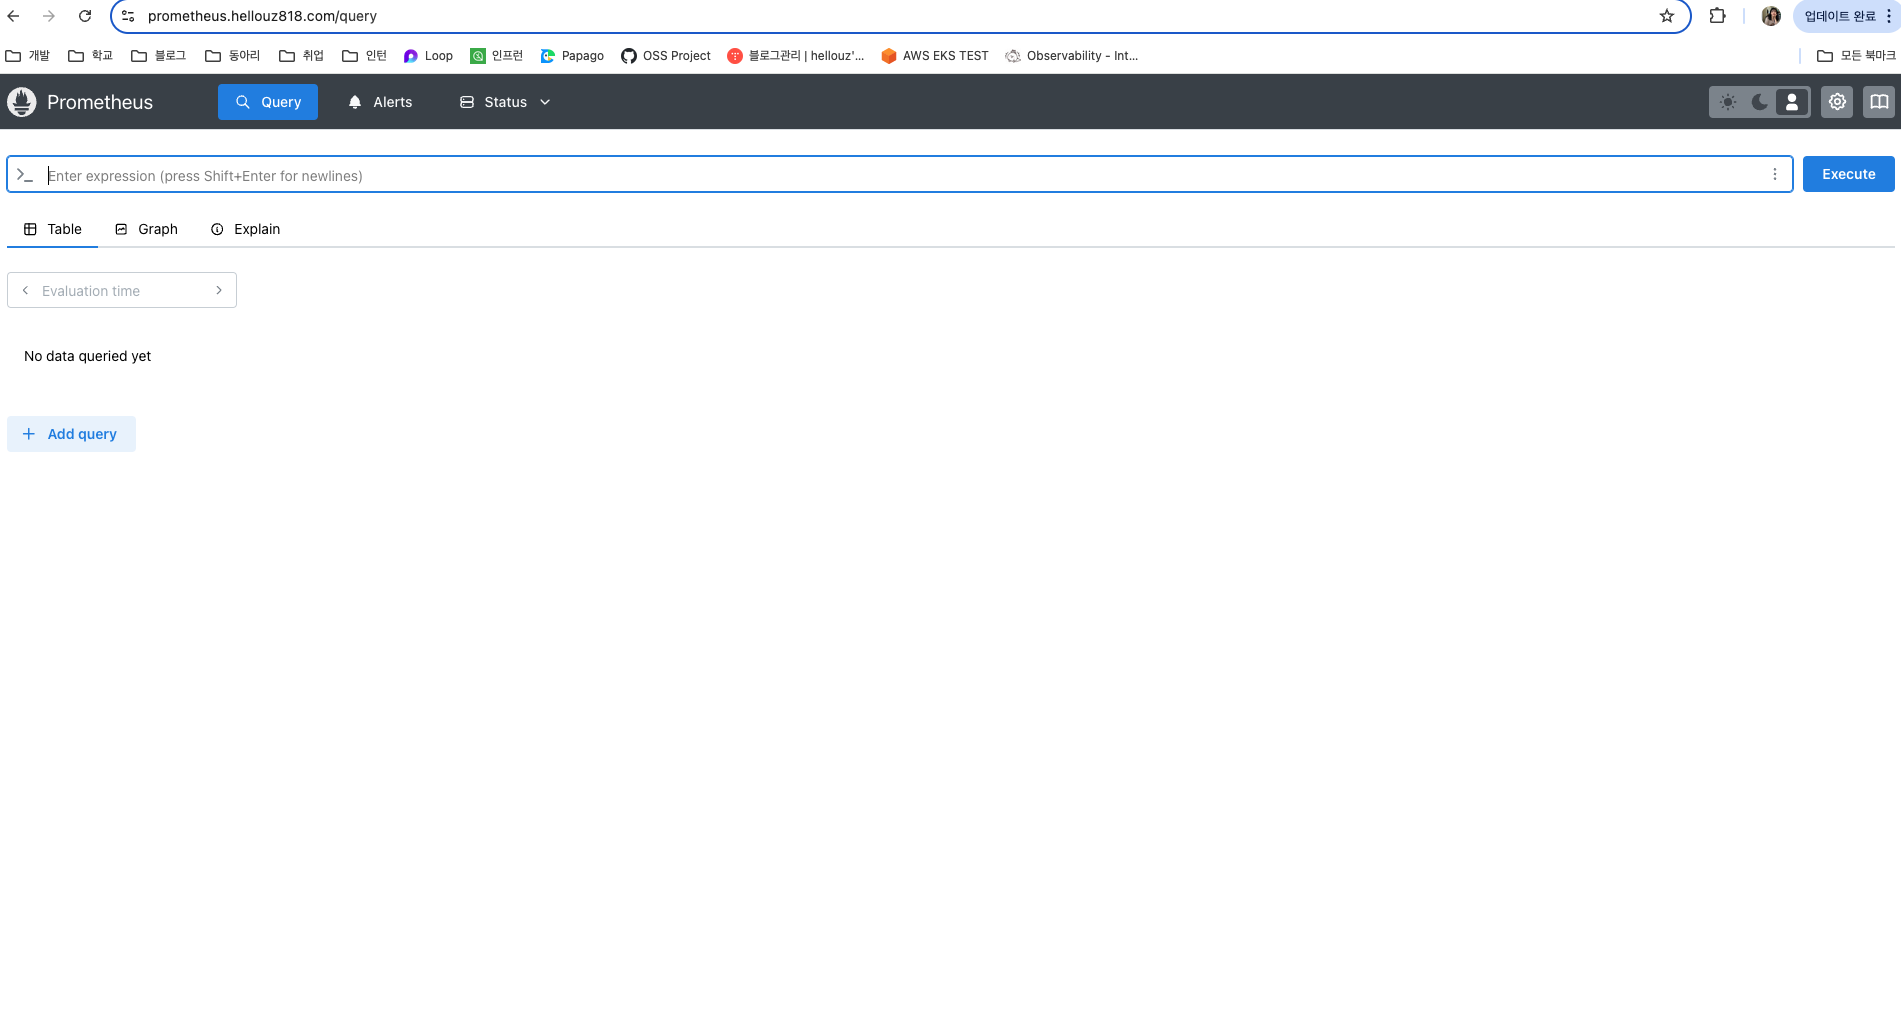 prometheus.hellouz818.com/query
업데이트 완료
개발 학교 블로그 동아리 취업 인턴 Loop 인프런 Papago OSS Project 블로그관리 | hellouz'... AWS EKS TEST Observability - Int... 모든 북마크
Prometheus Query Alerts Status
Enter expression (press Shift+Enter for newlines) Execute
Table Graph Explain
Evaluation time
No data queried yet
Add query